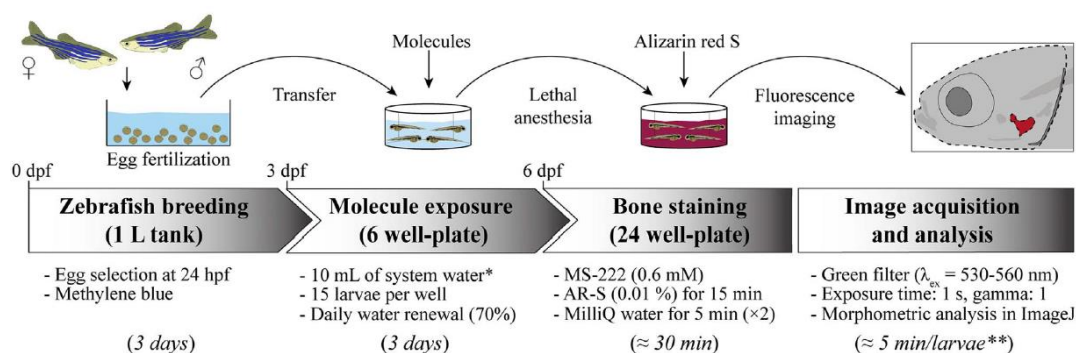 ♀
♂
Egg fertilization
Transfer
Molecules
Lethal
anesthesia
Alizarin red S
Fluorescence
imaging
0 dpf
3 dpf
6 dpf
Zebrafish breeding
(1 L tank)
Molecule exposure
(6 well-plate)
Bone staining
(24 well-plate)
Image acquisition
and analysis
- Egg selection at 24 hpf
- Methylene blue
(3 days)
- 10 mL of system water*
- 15 larvae per well
- Daily water renewal (70%)
(3 days)
- MS-222 (0.6 mM)
- AR-S (0.01 %) for 15 min
- MilliQ water for 5 min (×2)
(≈ 30 min)
- Green filter (λex = 530-560 nm)
- Exposure time: 1 s, gamma: 1
- Morphometric analysis in ImageJ
(≈ 5 min/larvae**)